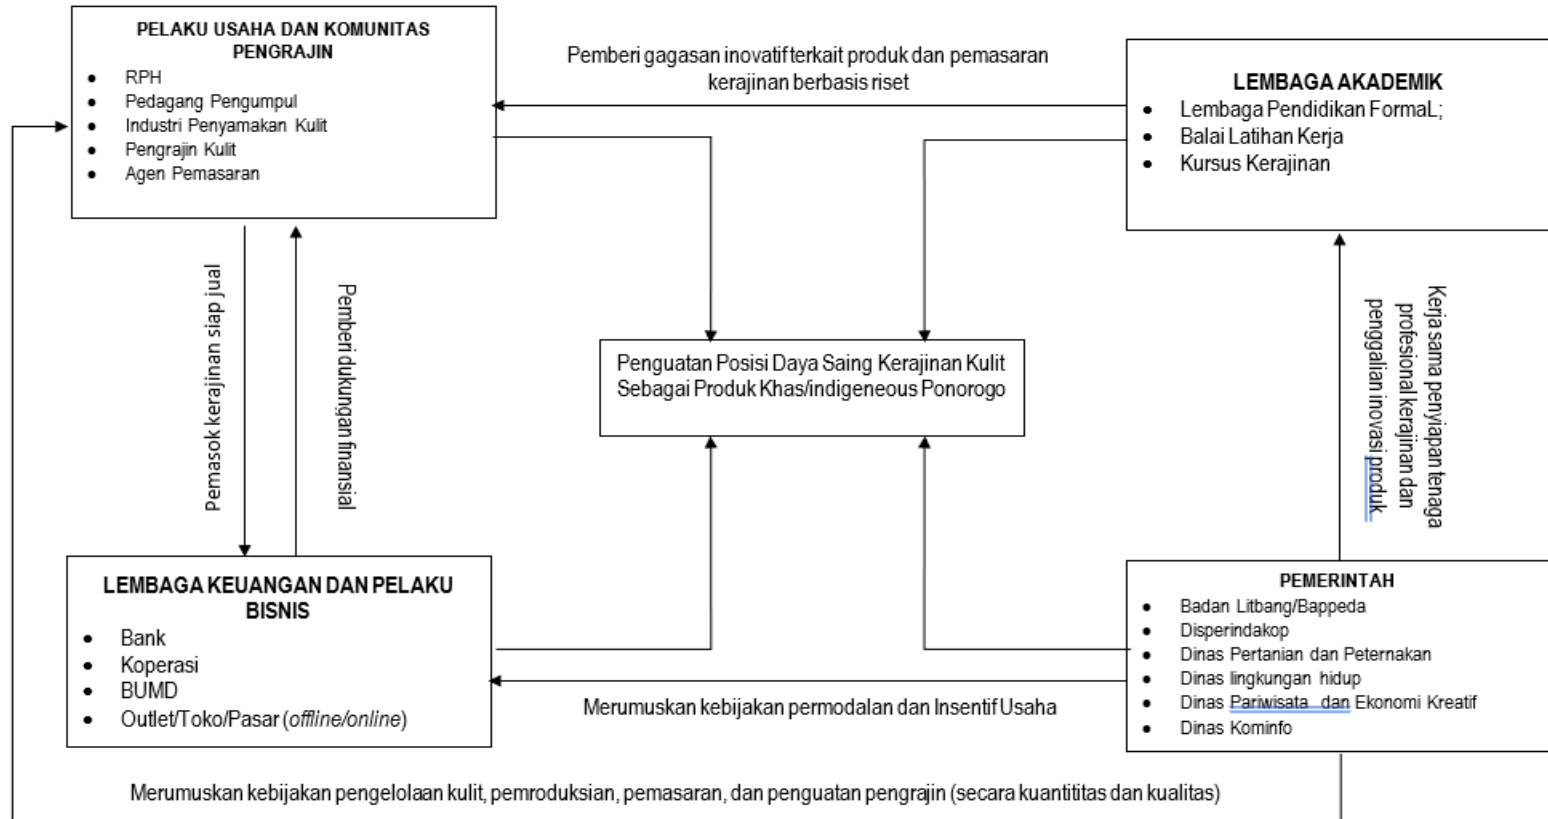 PELAKU USAHA DAN KOMUNITAS
PENGRAJIN
● RPH
● Pedagang Pengumpul
● Industri Penyamakan Kulit
● Pengrajin Kulit
● Agen Pemasaran
Pemberi gagasan inovatif terkait produk dan pemasaran
kerajinan berbasis riset
LEMBAGA AKADEMIK
● Lembaga Pendidikan FormaL;
● Balai Latihan Kerja
● Kursus Kerajinan
Pemasok kerajinan siap jual
Pemberi dukungan finansial
Penguatan Posisi Daya Saing Kerajinan Kulit
Sebagai Produk Khas/indigeneous Ponorogo
Kerja sama penyiapan tenaga
profesional kerajinan dan
penggalian inovasi produk
LEMBAGA KEUANGAN DAN PELAKU
BISNIS
● Bank
● Koperasi
● BUMD
● Outlet/Toko/Pasar (offline/online)
PEMERINTAH
● Badan Litbang/Bappeda
● Disperindakop
● Dinas Pertanian dan Peternakan
● Dinas lingkungan hidup
● Dinas Pariwisata dan Ekonomi Kreatif
● Dinas Kominfo
Merumuskan kebijakan permodalan dan Insentif Usaha
Merumuskan kebijakan pengelolaan kulit, pemroduksian, pemasaran, dan penguatan pengrajin (secara kuantititas dan kualitas)